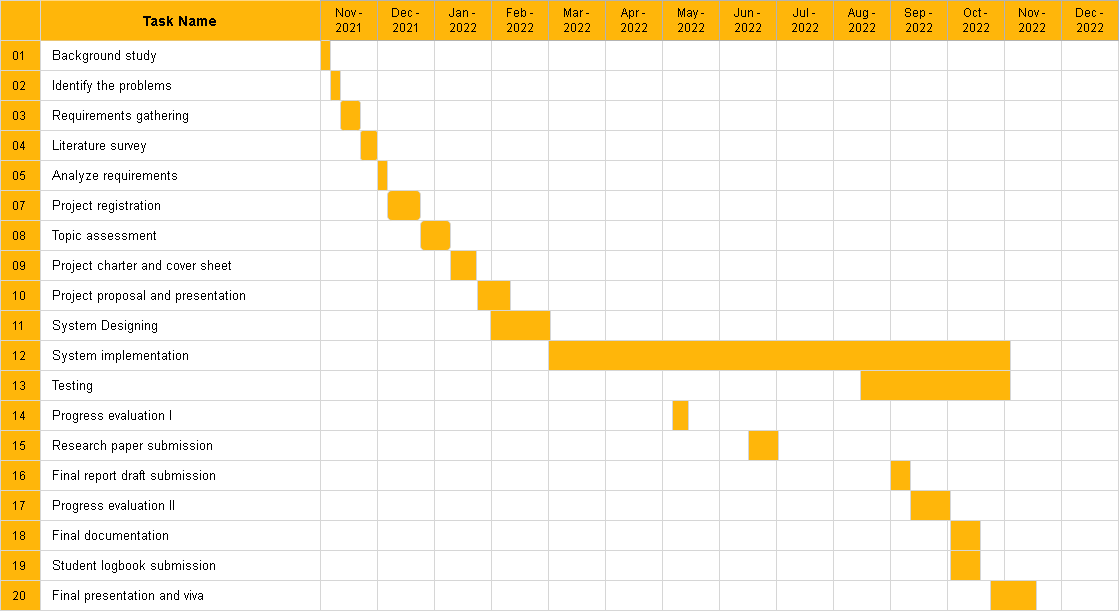 Task Name Nov - Dec - Jan - Feb - Mar - Apr - May - Jun - Jul - Aug - Sep - Oct - Nov - Dec -
2021 2021 2022 2022 2022 2022 2022 2022 2022 2022 2022 2022 2022 2022
01 Background study
02 Identify the problems
03 Requirements gathering
04 Literature survey
05 Analyze requirements
07 Project registration
08 Topic assessment
09 Project charter and cover sheet
10 Project proposal and presentation
11 System Designing
12 System implementation
13 Testing
14 Progress evaluation I
15 Research paper submission
16 Final report draft submission
17 Progress evaluation II
18 Final documentation
19 Student logbook submission
20 Final presentation and viva